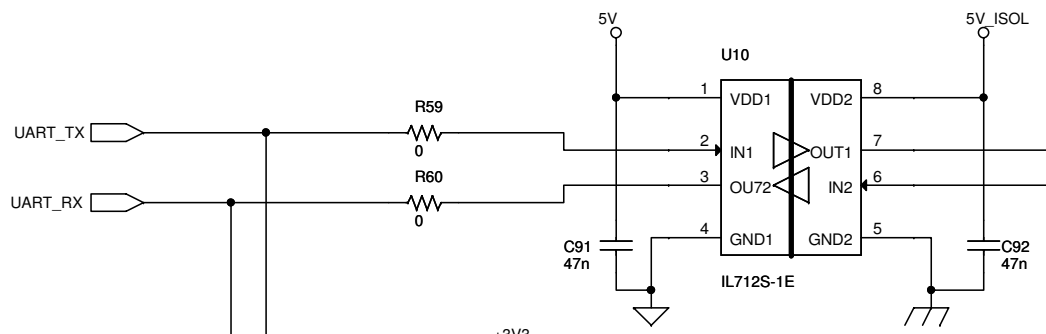 5V
5V_ISOL
U10
1
VDD1
VDD2
8
R59
UART_TX
0
2
IN1
OUT1
7
R60
3
OU72
IN2
6
UART_RX
0
4
GND1
GND2
5
C91
47n
C92
47n
IL712S-1E
+3V3